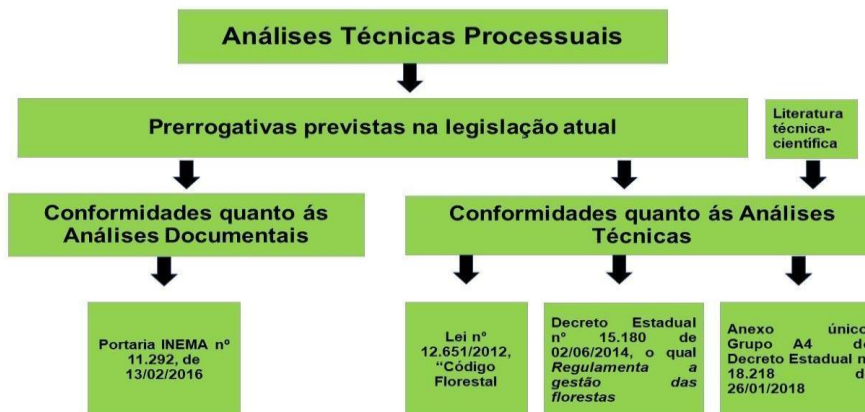 Análises Técnicas Processuais
Prerrogativas previstas na legislação atual
Literatura
técnica-
científica
Conformidades quanto ás
Análises Documentais
Conformidades quanto ás Análises
Técnicas
Portaria INEMA nº
11.292, de
13/02/2016
Lei nº
12.651/2012,
“Código
Florestal
Decreto Estadual
nº 15.180 de
02/06/2014, o qual
Regulamenta a
gestão das
florestas
Anexo único
Grupo A4
Decreto Estadual
18.218
26/01/2018